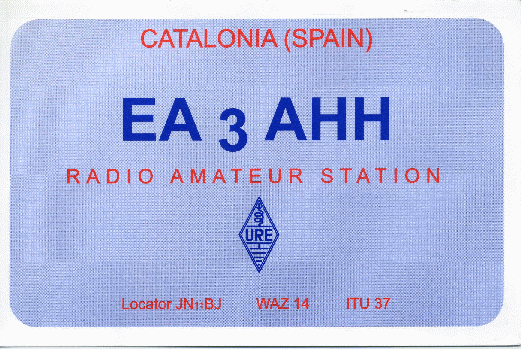 CATALONIA (SPAIN)
EA 3 AHH
RADIO AMATEUR STATION
URE
Locator JN11BJ WAZ 14 ITU 37